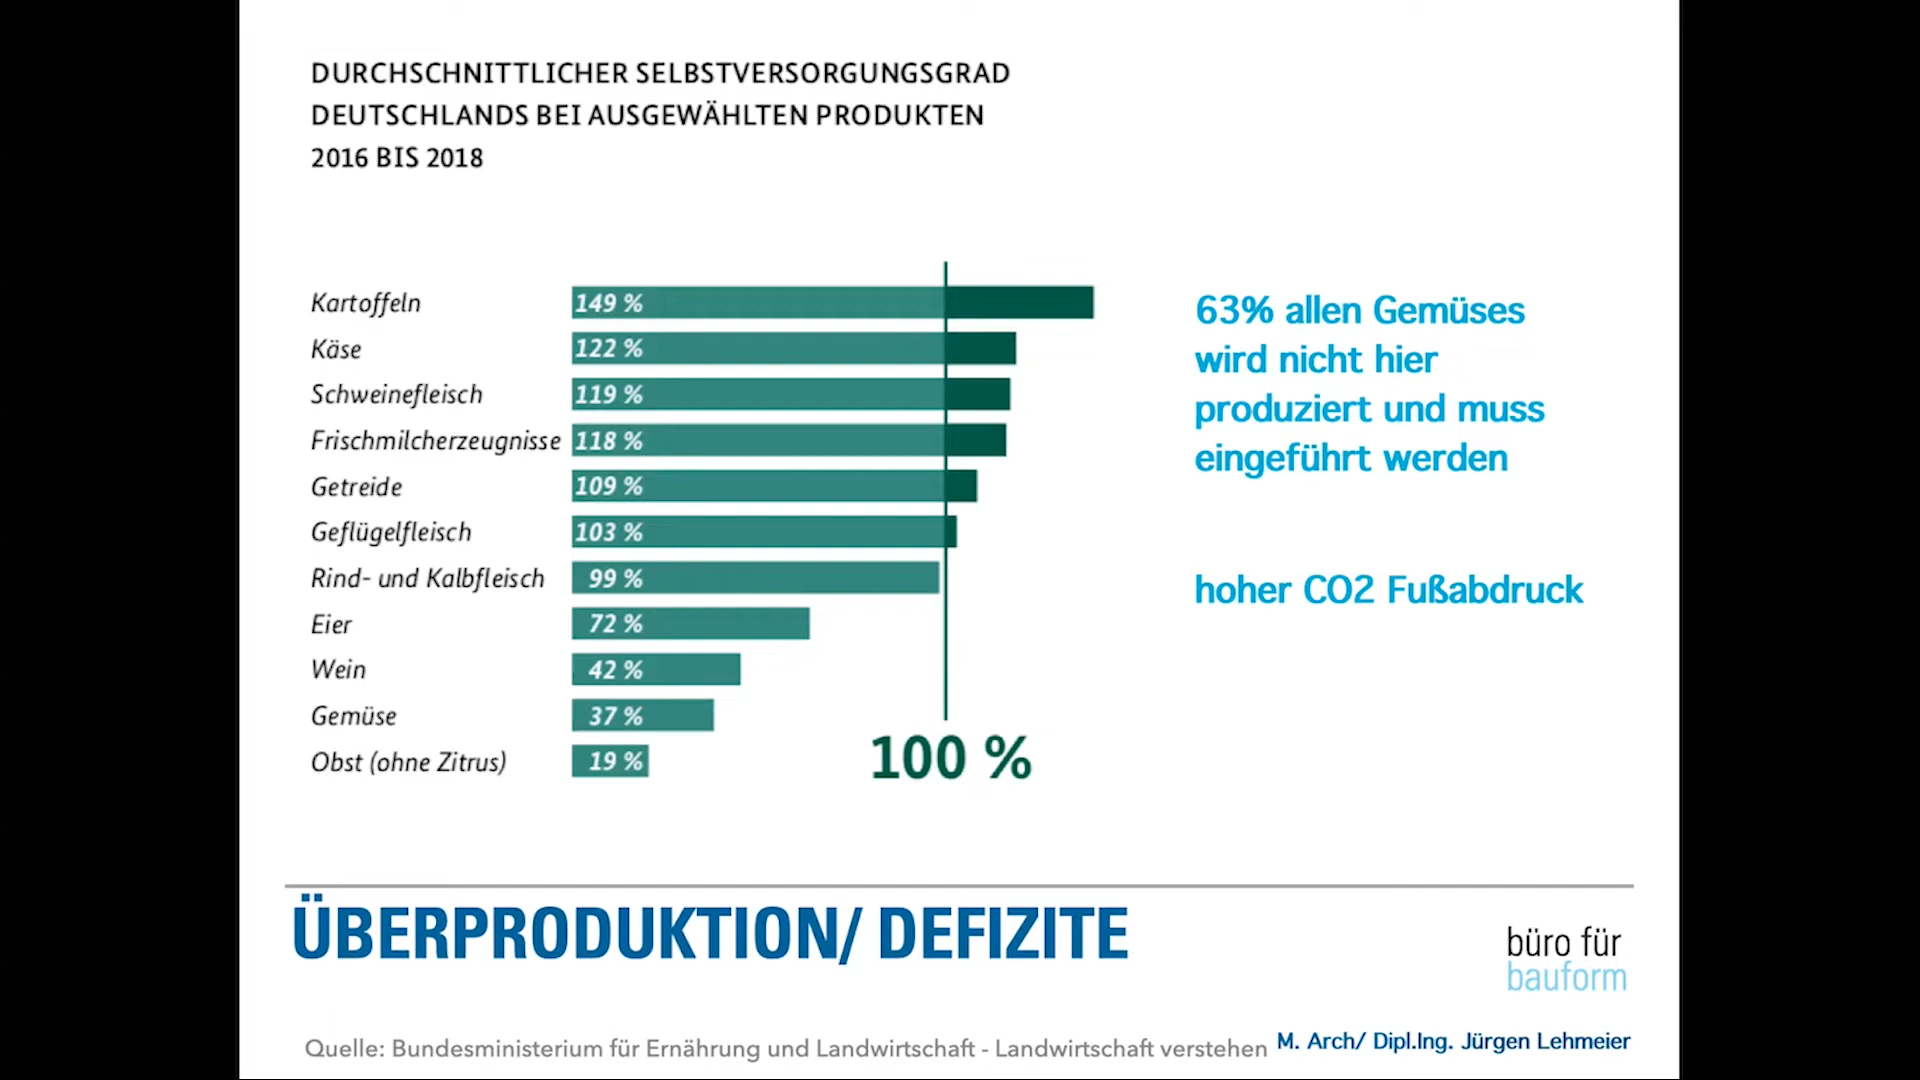 DURCHSCHNITTLICHER SELBSTVERSORGUNGSGRAD
DEUTSCHLANDS BEI AUSGEWÄHLTEN PRODUKTEN
2016 BIS 2018
Kartoffeln 149 %
Käse 122 %
Schweinefleisch 119 %
Frischmilcherzeugnisse 118 %
Getreide 109 %
Geflügelfleisch 103 %
Rind- und Kalbfleisch 99 %
Eier 72 %
Wein 42 %
Gemüse 37 %
Obst (ohne Zitrus) 19 %
100 %
63% allen Gemüses
wird nicht hier
produziert und muss
eingeführt werden
hoher CO2 Fußabdruck
ÜBERPRODUKTION/ DEFIZITE
büro für
bauform
Quelle: Bundesministerium für Ernährung und Landwirtschaft - Landwirtschaft verstehen
M. Arch/ Dipl.Ing. Jürgen Lehmeier